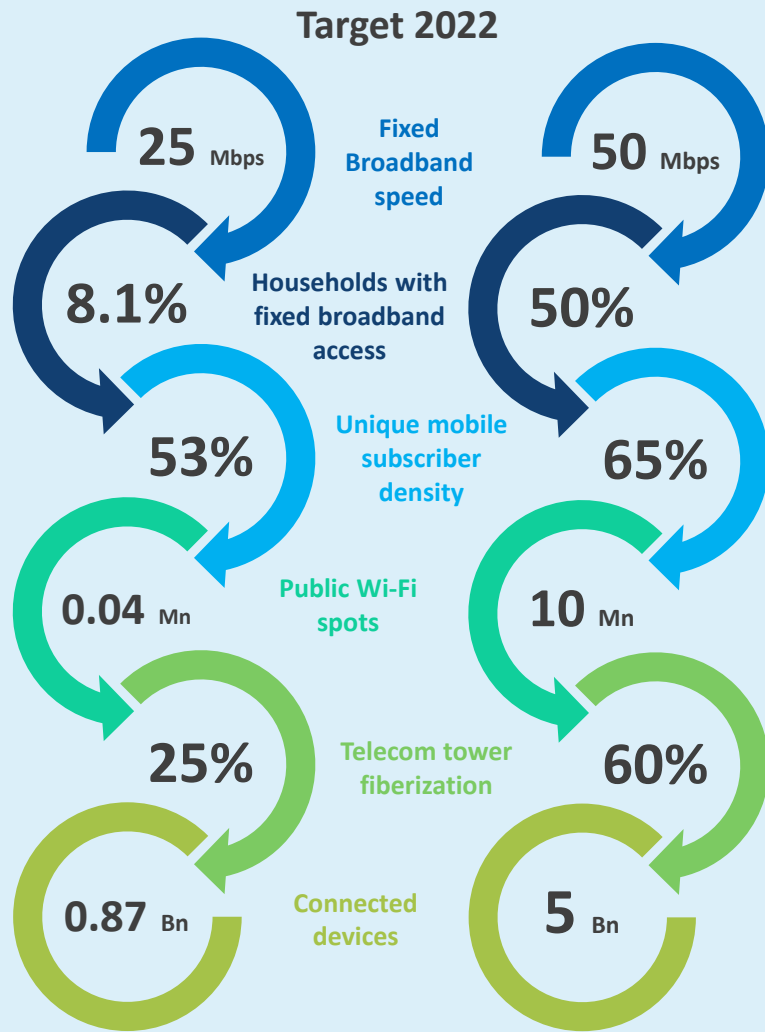 Target 2022
25 Mbps
Fixed
Broadband
speed
50 Mbps
8.1%
Households with
fixed broadband
access
50%
53%
Unique mobile
subscriber
density
65%
0.04 Mn
Public Wi-Fi
spots
10 Mn
25%
Telecom tower
fiberization
60%
0.87 Bn
Connected
devices
5 Bn